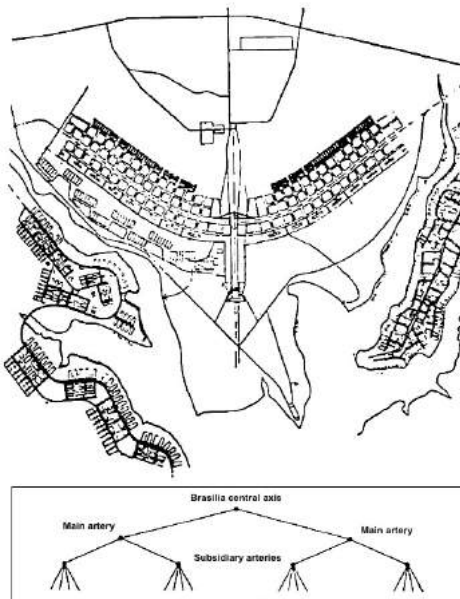 Brasilia central axis
Main artery
Main artery
Subsidiary arteries